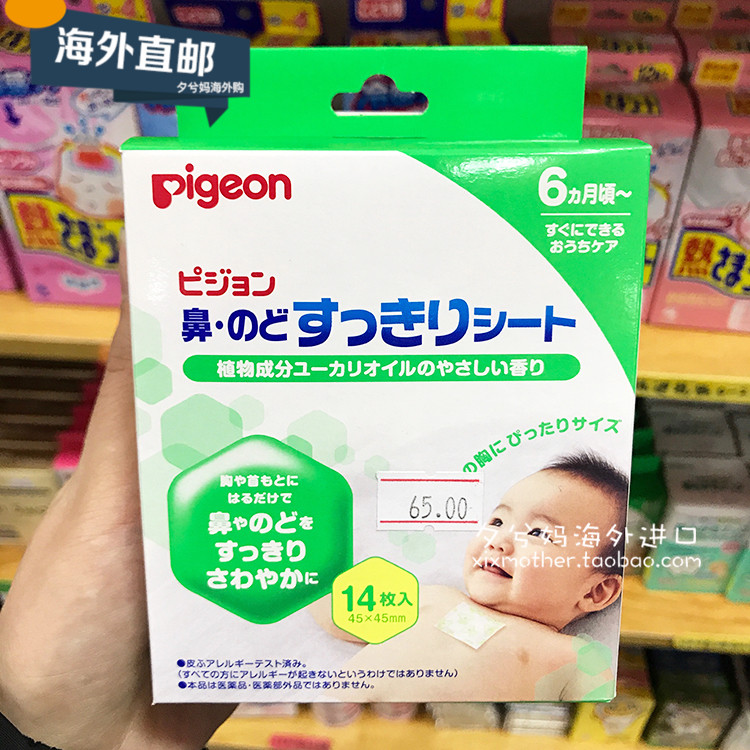 海外直邮
夕兮妈海外购
Pigeon
6ヵ月頃～
すぐにできる
おうちケア
ピジョン
鼻・のどすっきりシート
植物成分ユーカリオイルのやさしい香り
の胸にぴったりサイズ
胸や首もとに
はるだけで
鼻やのどを
すっきり
さわやかに
65.00
夕兮妈海外进口
xixmother.taobao.com
14枚入
45×45mm
●皮ふアレルギーテスト済み。
(すべての方にアレルギーが起きないというわけではありません)
●本品は医薬品・医薬部外品ではありません。
熱さまシ
熱さま